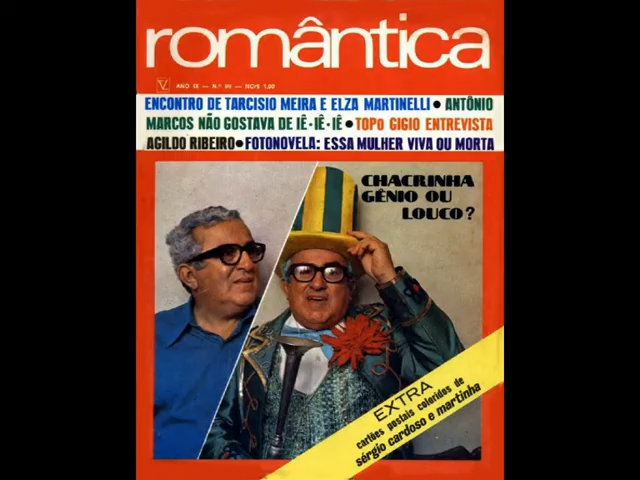 romântica
ANO IX — N.º 99 — NCr$ 1,00
ENCONTRO DE TARCISIO MEIRA E ELZA MARTINELLI • ANTÔNIO
MARCOS NÃO GOSTAVA DE IÊ-IÊ-IÊ • TOPO GIGIO ENTREVISTA
AGILDO RIBEIRO • FOTONOVELA: ESSA MULHER VIVA OU MORTA
CHACRINHA
GÊNIO OU
LOUCO?
EXTRA
cartões postais coloridos de
sérgio cardoso e martinha